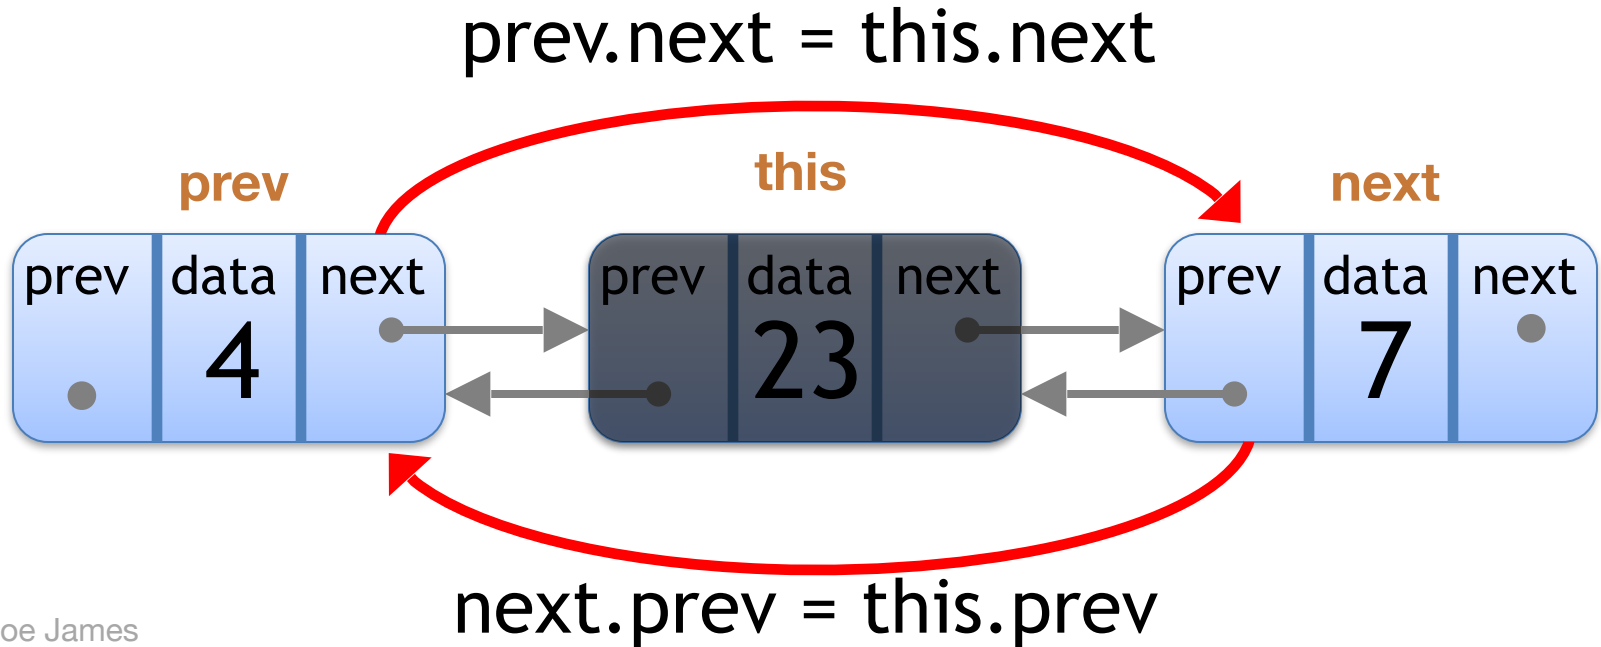 prev.next = this.next
prev
this
next
prev data next
4
prev data next
23
prev data next
7
next.prev = this.prev
oe James